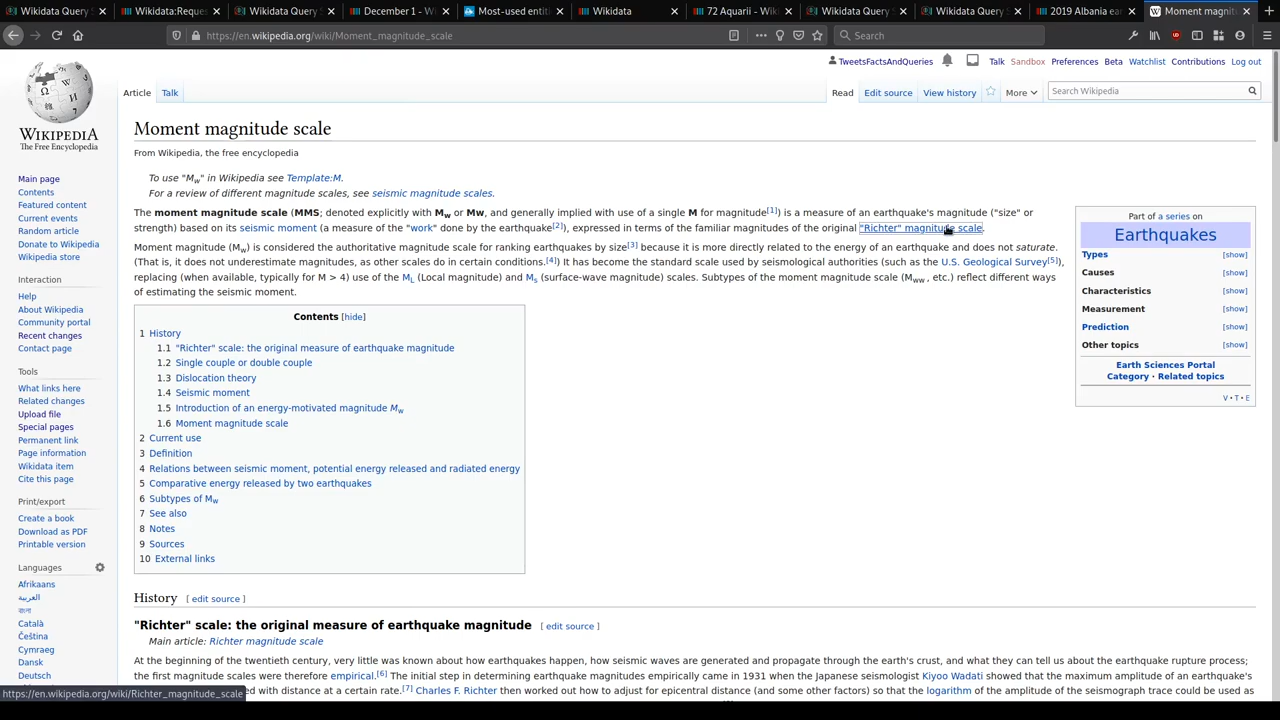 Wikidata Query S
Wikidata:Reque
Wikidata Query S
December 1 - Wi
Most-used entit
Wikidata
72 Aquarii - Wiki
Wikidata Query S
Wikidata Query S
2019 Albania ea
Moment magnit
https://en.wikipedia.org/wiki/Moment_magnitude_scale
Search
TweetsFactsAndQueries
Talk
Sandbox
Preferences
Beta
Watchlist
Contributions
Log out
Article
Talk
Read
Edit source
View history
More
Search Wikipedia
WIKIPEDIA
The Free Encyclopedia
Main page
Contents
Featured content
Current events
Random article
Donate to Wikipedia
Wikipedia store
Interaction
Help
About Wikipedia
Community portal
Recent changes
Contact page
Tools
What links here
Related changes
Upload file
Special pages
Permanent link
Page information
Wikidata item
Cite this page
Print/export
Create a book
Download as PDF
Printable version
Languages
Afrikaans
العربية
বাংলা
Català
Čeština
Cymraeg
Dansk
Deutsch
Moment magnitude scale
From Wikipedia, the free encyclopedia
To use "Mw" in Wikipedia see Template:M.
For a review of different magnitude scales, see seismic magnitude scales.
The moment magnitude scale (MMS; denoted explicitly with Mw or Mw, and generally implied with use of a single M for magnitude[1]) is a measure of an earthquake's magnitude ("size" or
strength) based on its seismic moment (a measure of the "work" done by the earthquake[2]), expressed in terms of the familiar magnitudes of the original "Richter" magnitude scale.
Moment magnitude (Mw) is considered the authoritative magnitude scale for ranking earthquakes by size[3] because it is more directly related to the energy of an earthquake and does not saturate.
(That is, it does not underestimate magnitudes, as other scales do in certain conditions.[4]) It has become the standard scale used by seismological authorities (such as the U.S. Geological Survey[5]),
replacing (when available, typically for M > 4) use of the ML (Local magnitude) and Ms (surface-wave magnitude) scales. Subtypes of the moment magnitude scale (Mww , etc.) reflect different ways
of estimating the seismic moment.
Part of a series on
Earthquakes
Types [show]
Causes [show]
Characteristics [show]
Measurement [show]
Prediction [show]
Other topics [show]
Earth Sciences Portal
Category · Related topics
V · T · E
Contents [hide]
1 History
1.1 "Richter" scale: the original measure of earthquake magnitude
1.2 Single couple or double couple
1.3 Dislocation theory
1.4 Seismic moment
1.5 Introduction of an energy-motivated magnitude Mw
1.6 Moment magnitude scale
2 Current use
3 Definition
4 Relations between seismic moment, potential energy released and radiated energy
5 Comparative energy released by two earthquakes
6 Subtypes of Mw
7 See also
8 Notes
9 Sources
10 External links
History [ edit source ]
"Richter" scale: the original measure of earthquake magnitude [ edit source ]
Main article: Richter magnitude scale
At the beginning of the twentieth century, very little was known about how earthquakes happen, how seismic waves are generated and propagate through the earth's crust, and what they can tell us about the earthquake rupture process;
the first magnitude scales were therefore empirical.[6] The initial step in determining earthquake magnitudes empirically came in 1931 when the Japanese seismologist Kiyoo Wadati showed that the maximum amplitude of an earthquake's
ed with distance at a certain rate.[7] Charles F. Richter then worked out how to adjust for epicentral distance (and some other factors) so that the logarithm of the amplitude of the seismograph trace could be used as
https://en.wikipedia.org/wiki/Richter_magnitude_scale